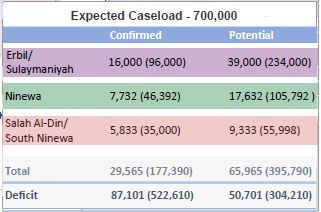 Expected Caseload - 700,000
Confirmed Potential
Erbil/
Sulaymaniyah 16,000 (96,000) 39,000 (234,000)
Ninewa 7,732 (46,392) 17,632 (105,792 )
Salah Al-Din/
South Ninewa 5,833 (35,000) 9,333 (55,998)
Total 29,565 (177,390) 65,965 (395,790)
Deficit 87,101 (522,610) 50,701 (304,210)